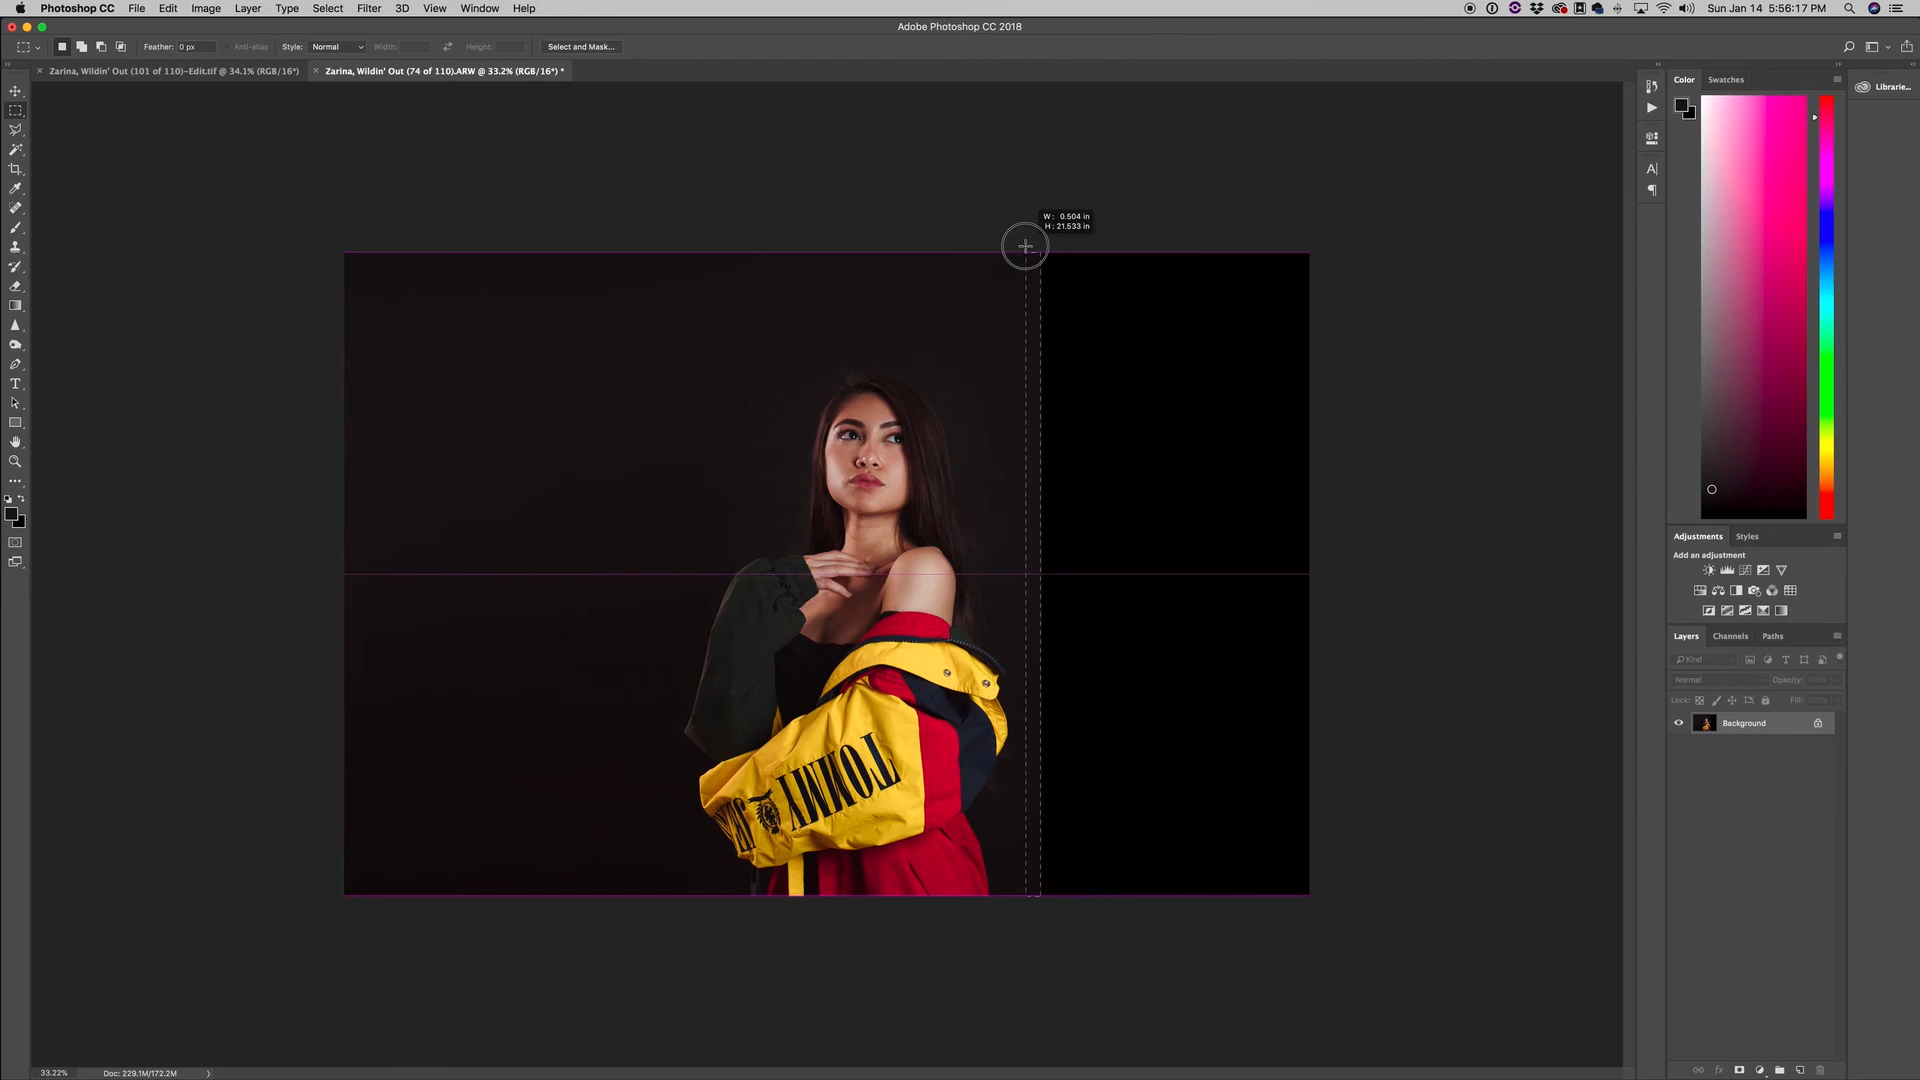 Photoshop CC File Edit Image Layer Type Select Filter 3D View Window Help Sun Jan 14 5:56:17 PM
Adobe Photoshop CC 2018
Feather: 0 px Anti-alias Style: Normal Width: Height: Select and Mask...
Zarina, Wildin' Out (101 of 110)-Edit.tif @ 34.1% (RGB/16*) Zarina, Wildin' Out (74 of 110).ARW @ 33.2% (RGB/16*) *
Color Swatches
Librarie...
W: 0.504 in
H: 21.533 in
Adjustments Styles
Add an adjustment
Layers Channels Paths
Kind
Normal Opacity: 100%
Lock: Fill: 100%
Background
TOMMY
33.22% Doc: 229.1M/172.2M